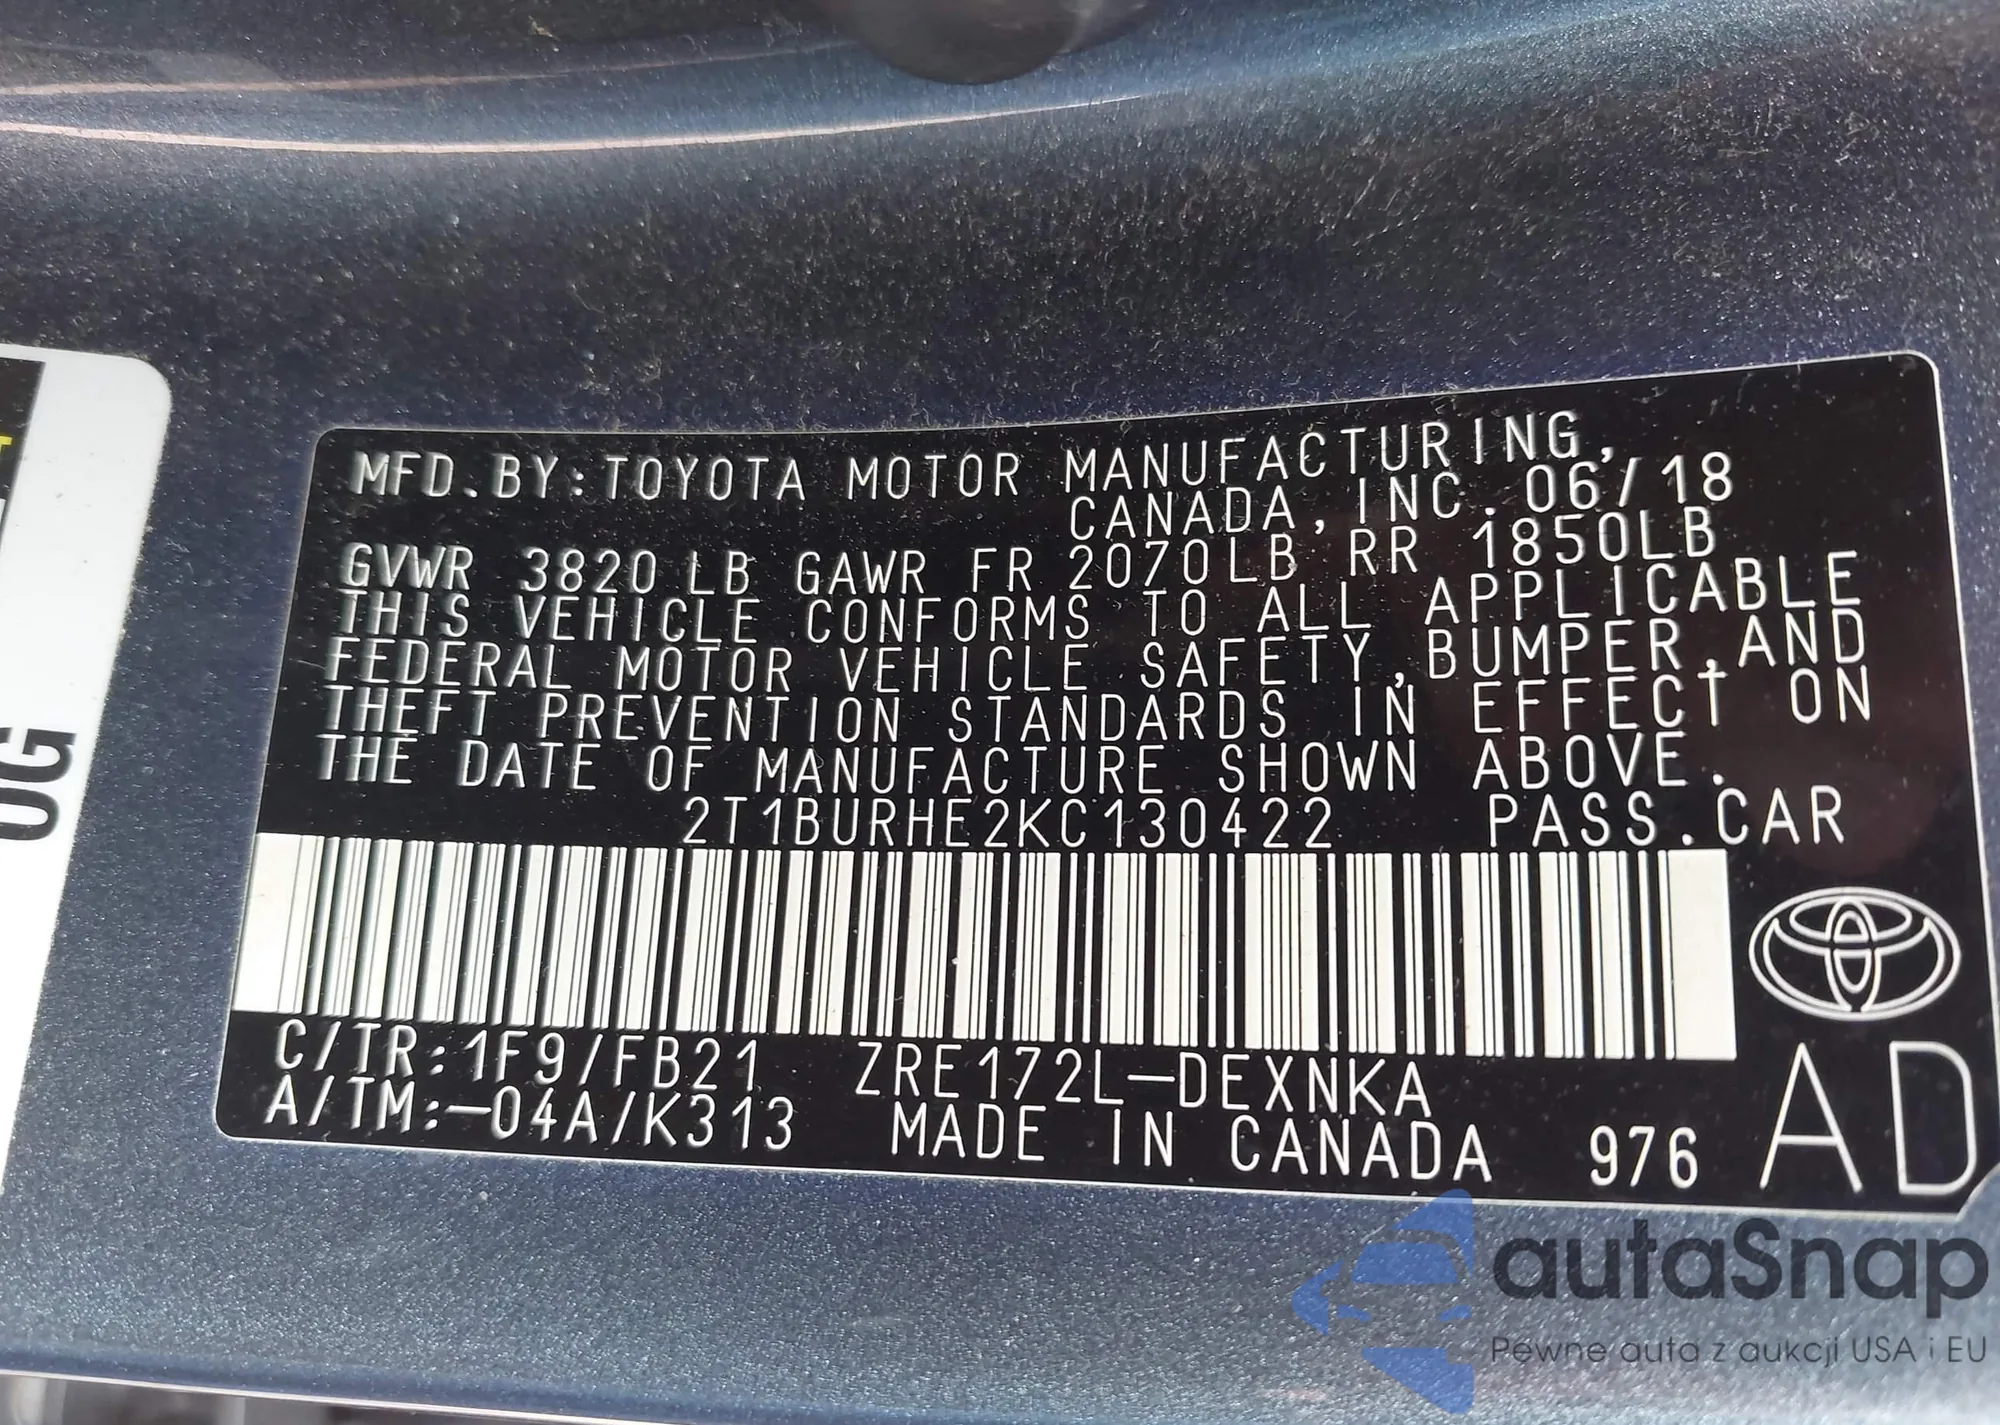 MFD.BY:TOYOTA MOTOR MANUFACTURING,
CANADA, INC. 06/18
GVWR 3820 LB GAWR FR 2070LB RR 1850LB
THIS VEHICLE CONFORMS TO ALL APPLICABLE
FEDERAL MOTOR VEHICLE SAFETY, BUMPER, AND
THEFT PREVENTION STANDARDS IN EFFECT ON
THE DATE OF MANUFACTURE SHOWN ABOVE.
2T1BURHE2KC130422 PASS.CAR
C/TR:1F9/FB21 ZRE172L-DEXNKA
A/TM:-04A/K313 MADE IN CANADA 976
AD
OG
autaSnap
Pewne auta z aukcji USA i EU